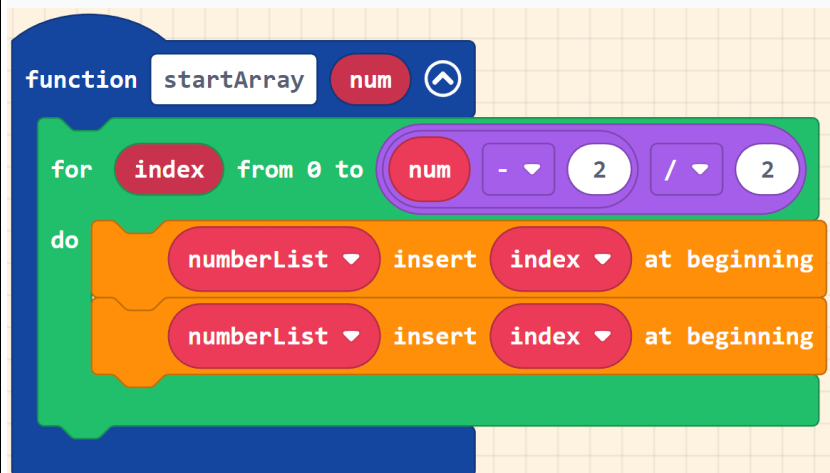 function startArray num
for index from 0 to num - 2 / 2
do
numberList insert index at beginning
numberList insert index at beginning